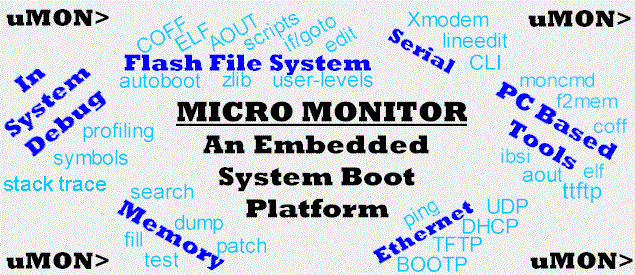 uMON>
uMON>
COFF
ELF
AOUT
scripts
if/goto
edit
Flash File System
autoboot
zlib
user-levels
Xmodem
lineedit
Serial
CLI
In
System
Debug
profiling
symbols
stack trace
MICRO MONITOR
An Embedded
System Boot
Platform
moncmd
f2mem
PC Based
Tools
coff
ibsi
aout
elf
ttftp
search
Memory
dump
fill
test
patch
ping
Ethernet
UDP
DHCP
TFTP
BOOTP
uMON>
uMON>